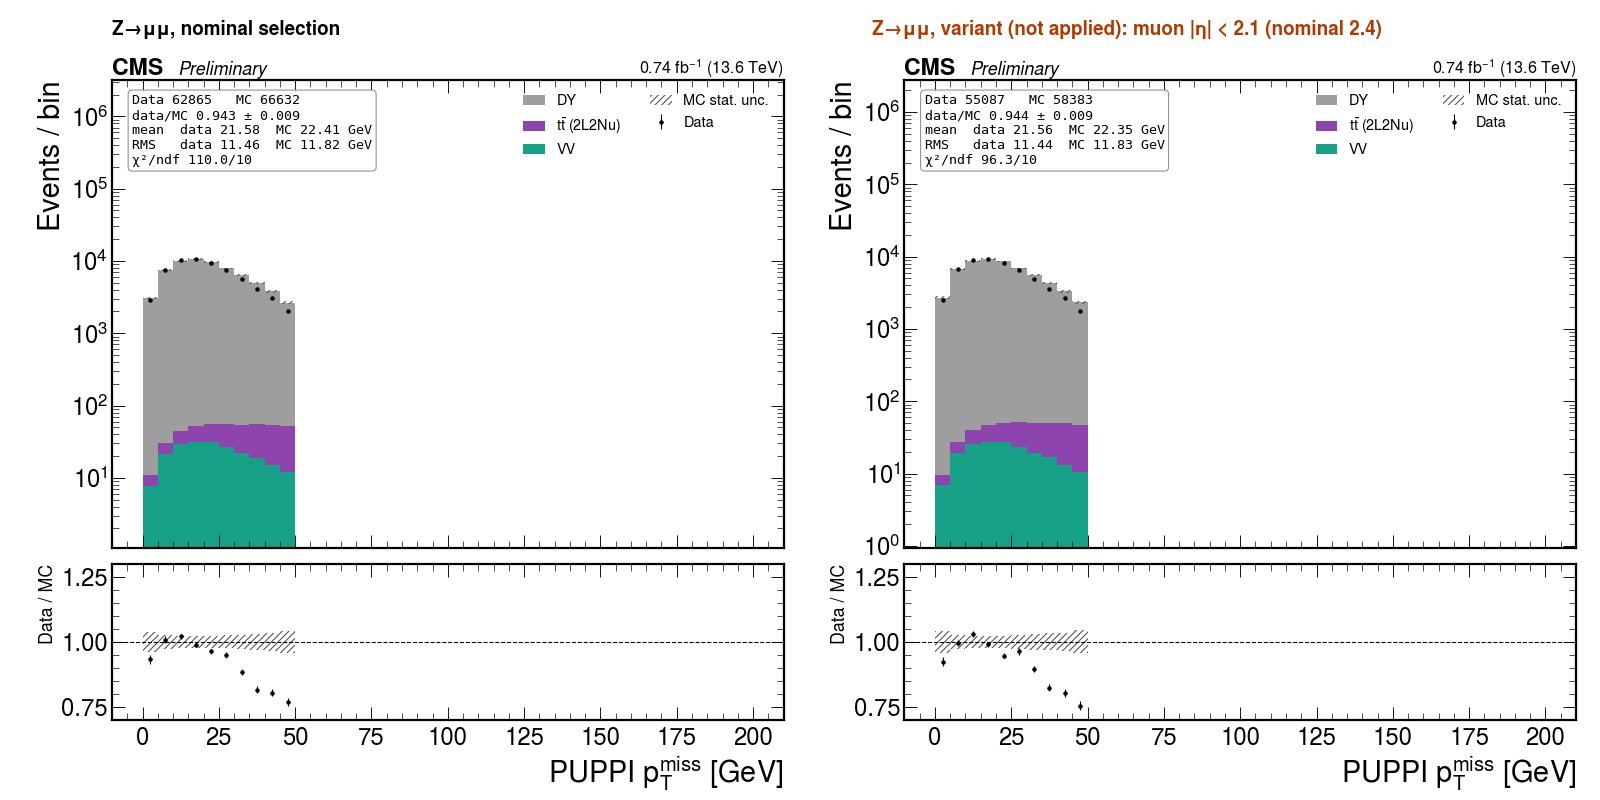 Z→μμ, nominal selection
CMS Preliminary
0.74 fb⁻¹ (13.6 TeV)
Data 62865 MC 66632
data/MC 0.943 ± 0.009
mean data 21.58 MC 22.41 GeV
RMS data 11.46 MC 11.82 GeV
χ²/ndf 110.0/10
DY
tt̄ (2L2Nu)
VV
MC stat. unc.
Data
Events / bin
10⁶
10⁵
10⁴
10³
10²
10¹
Data / MC
1.25
1.00
0.75
0 25 50 75 100 125 150 175 200
PUPPI p_T^miss [GeV]
Z→μμ, variant (not applied): muon |η| < 2.1 (nominal 2.4)
CMS Preliminary
0.74 fb⁻¹ (13.6 TeV)
Data 55087 MC 58383
data/MC 0.944 ± 0.009
mean data 21.56 MC 22.35 GeV
RMS data 11.44 MC 11.83 GeV
χ²/ndf 96.3/10
DY
tt̄ (2L2Nu)
VV
MC stat. unc.
Data
Events / bin
10⁶
10⁵
10⁴
10³
10²
10¹
10⁰
Data / MC
1.25
1.00
0.75
0 25 50 75 100 125 150 175 200
PUPPI p_T^miss [GeV]